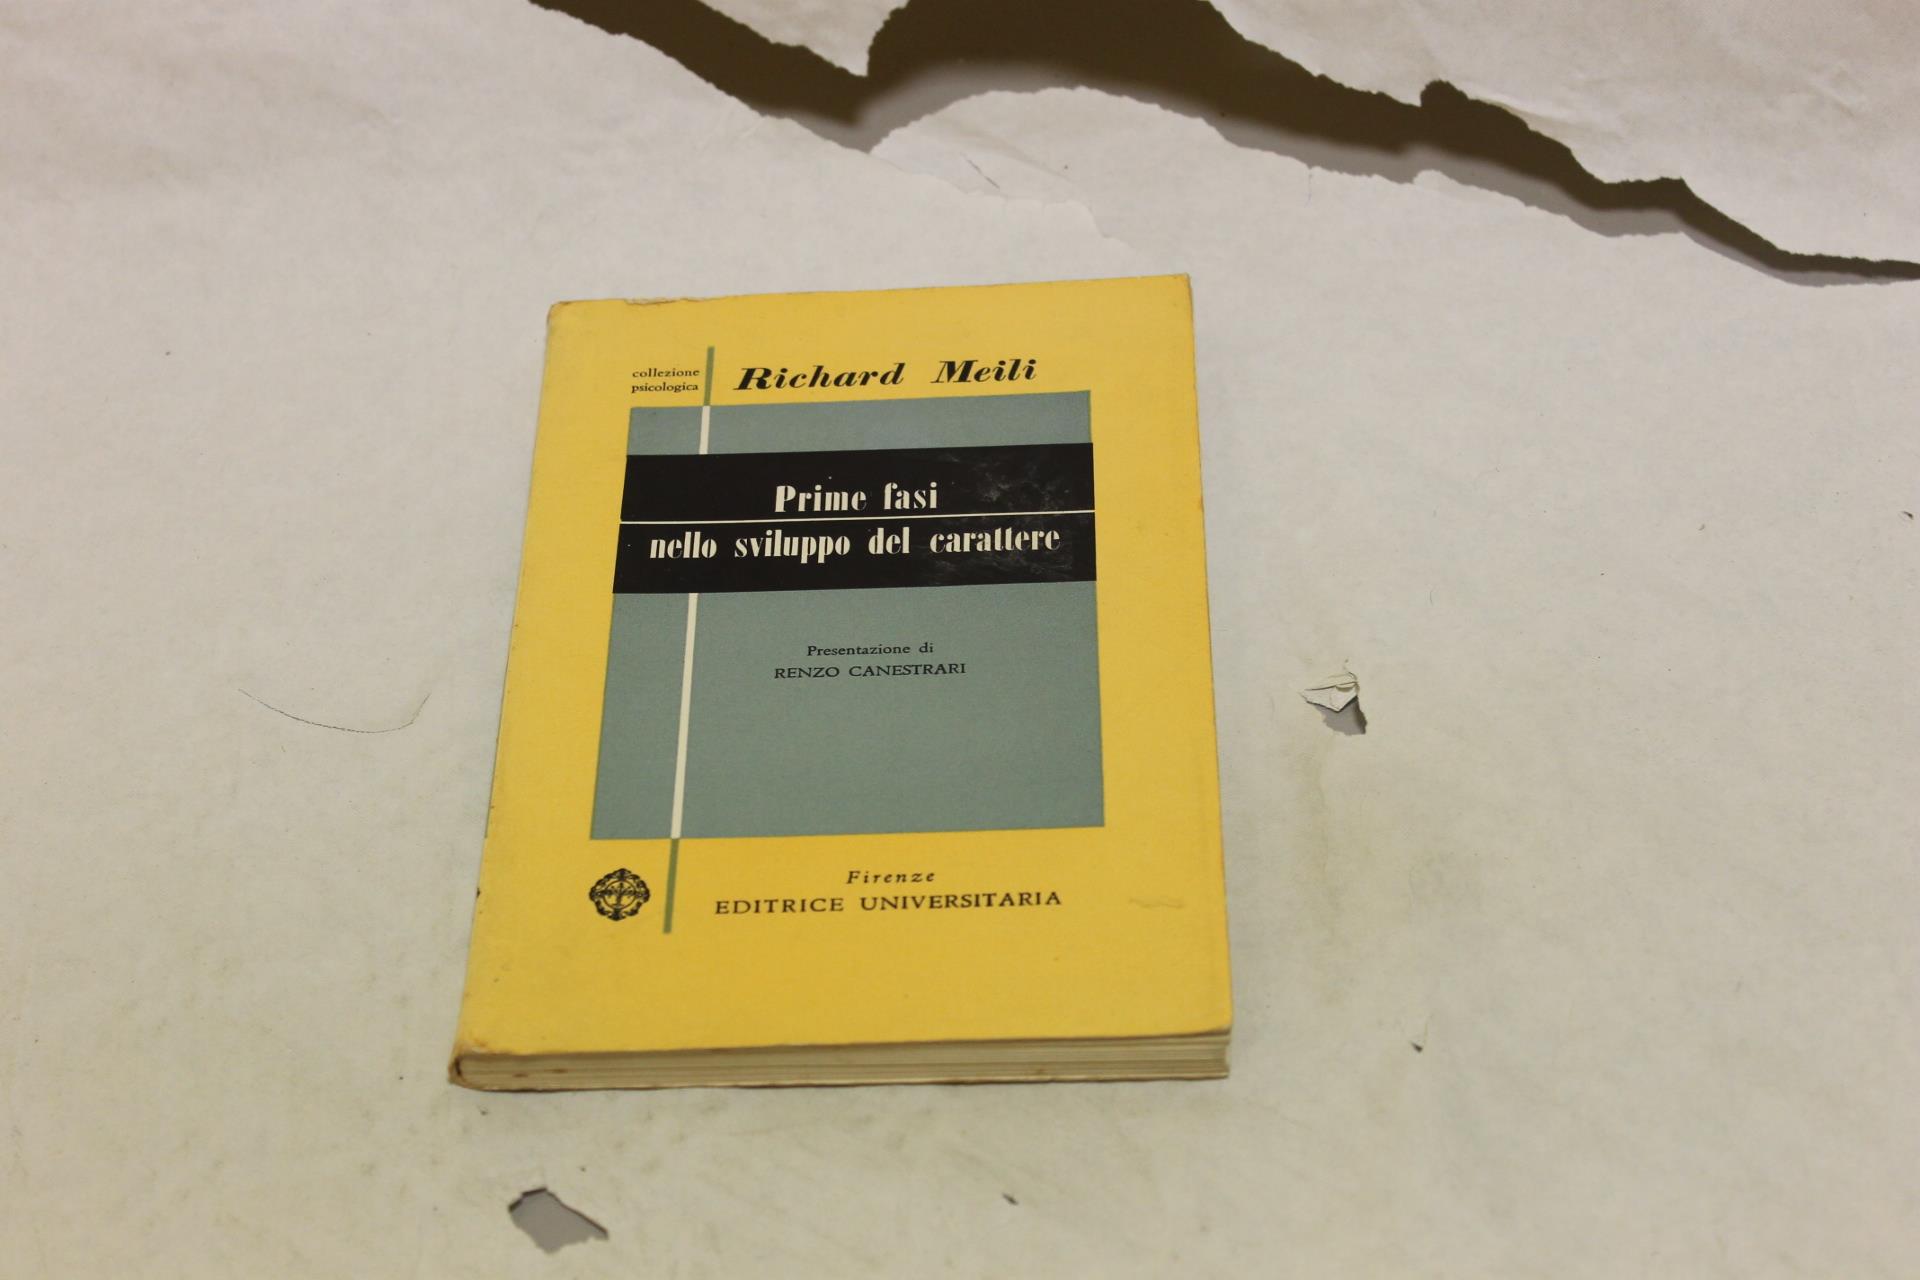 collezione
psicologica
Richard Meili
Prime fasi
nello sviluppo del carattere
Presentazione di
RENZO CANESTRARI
Firenze
EDITRICE UNIVERSITARIA